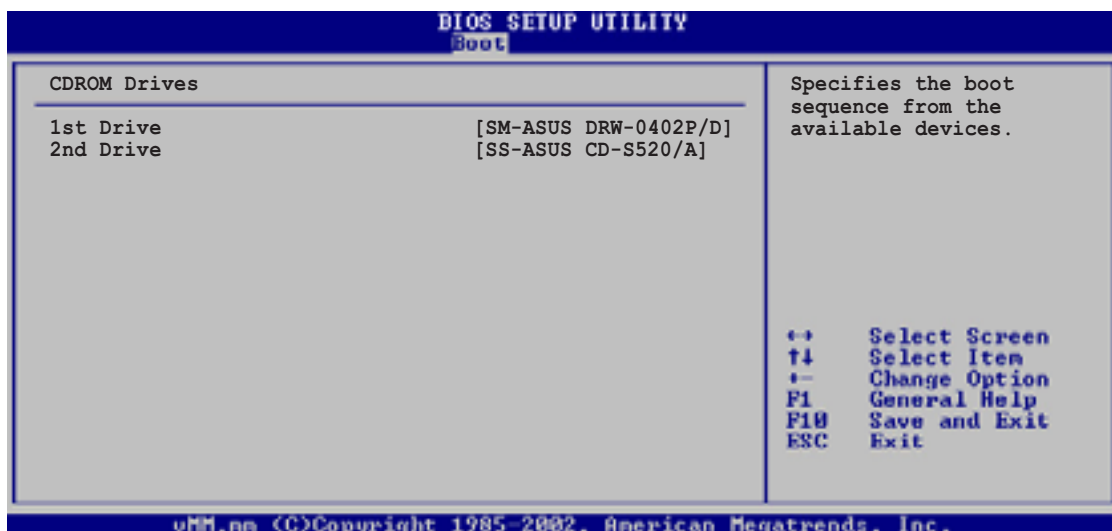 BIOS SETUP UTILITY
Boot
CDROM Drives
1st Drive [SM-ASUS DRW-0402P/D]
2nd Drive [SS-ASUS CD-S520/A]
Specifies the boot
sequence from the
available devices.
←→ Select Screen
↑↓ Select Item
+- Change Option
F1 General Help
F10 Save and Exit
ESC Exit
vMM.mm (C)Copyright 1985-2002, American Megatrends, Inc.